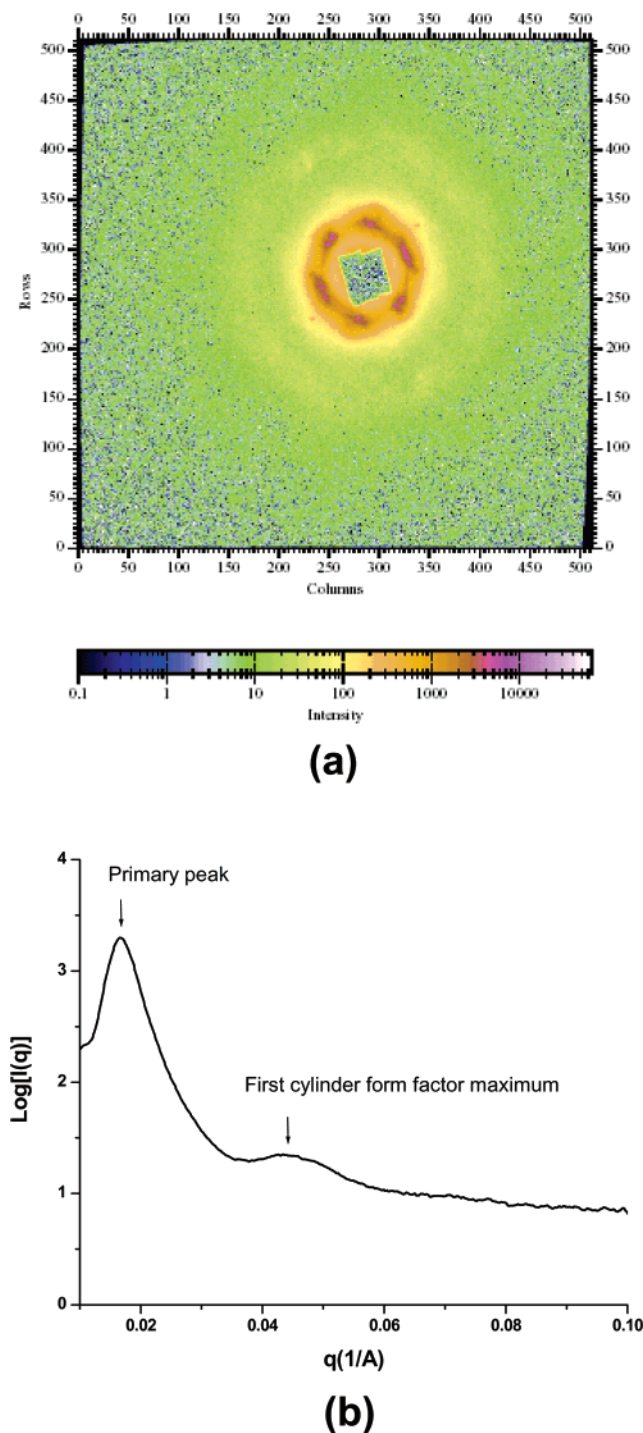 0 50 100 150 200 250 300 350 400 450 500
500 500
450 450
400 400
350 350
300 300
250 250
200 200
150 150
100 100
50 50
0 0
Rows
0 50 100 150 200 250 300 350 400 450 500
Columns
0.1 1 10 100 1000 10000
Intensity
(a)
4
Primary peak
3
Log[I(q)]
2
First cylinder form factor maximum
1
0
0.02 0.04 0.06 0.08 0.10
q(1/A)
(b)